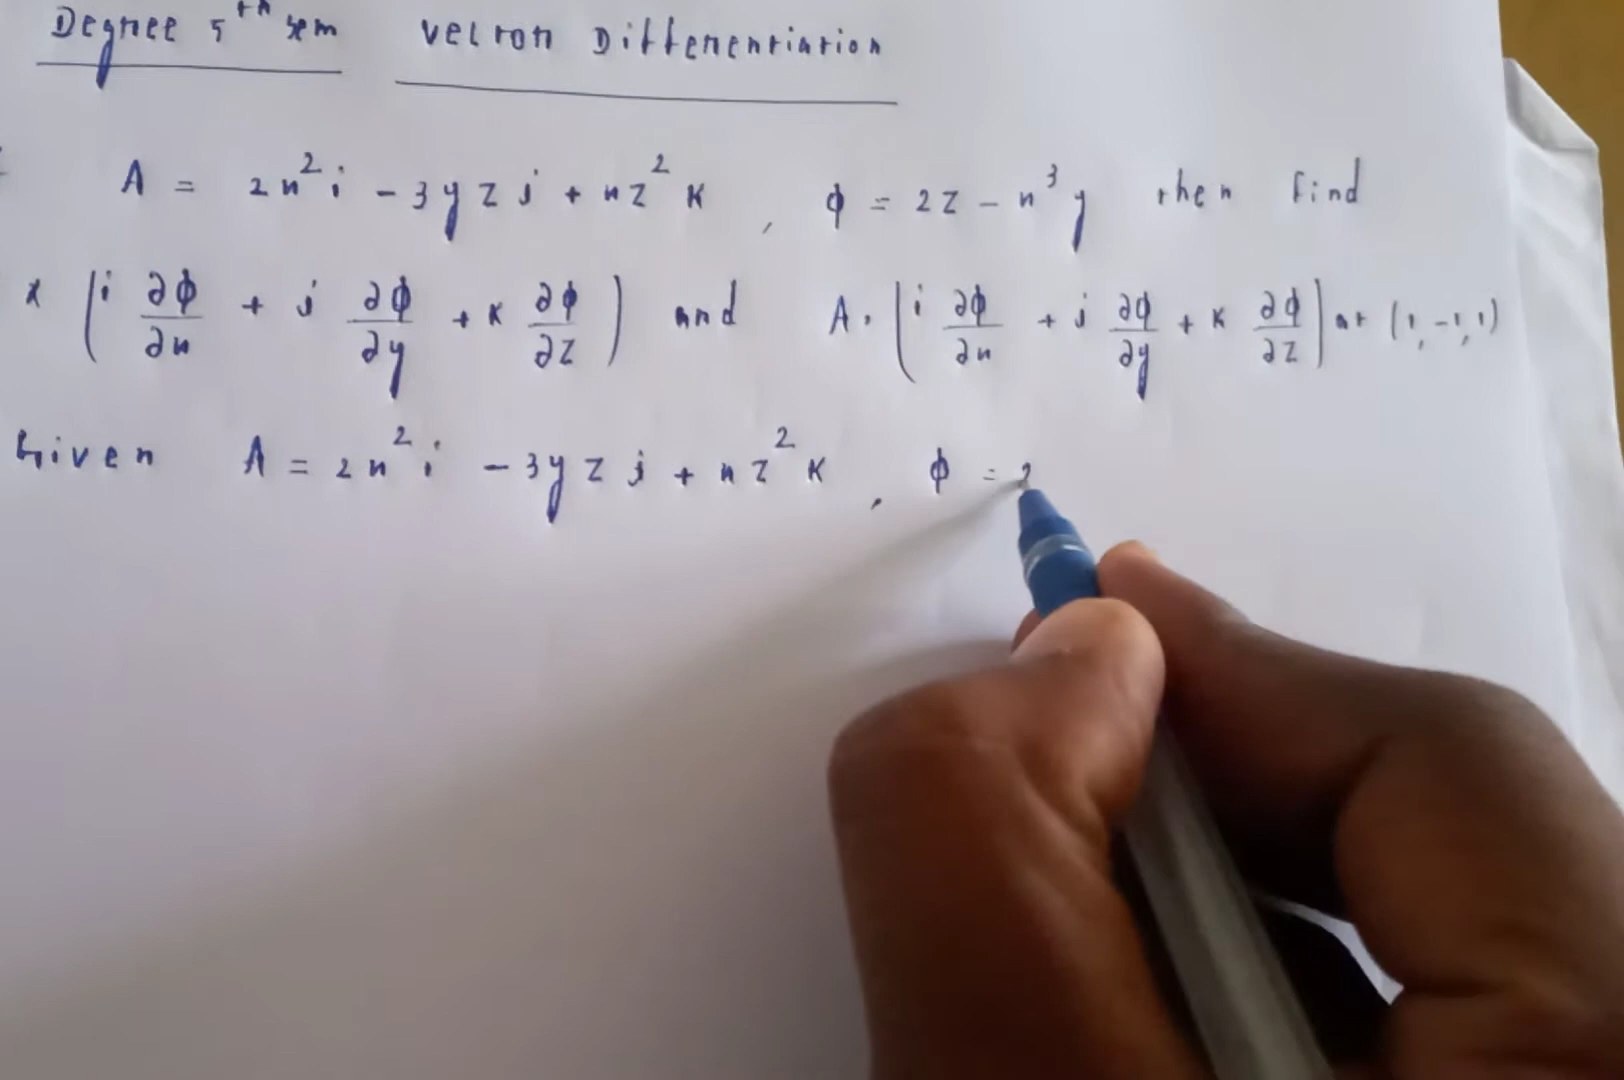 Degree 5th sem Vector Differentiation
A = 2x²i - 3yzj + xz²k, φ = 2z - x³y then find
x (i ∂φ/∂x + j ∂φ/∂y + k ∂φ/∂z) and A. (i ∂φ/∂x + j ∂φ/∂y + k ∂φ/∂z) at (1,-1,1)
Given A = 2x²i - 3yzj + xz²k, φ = 2